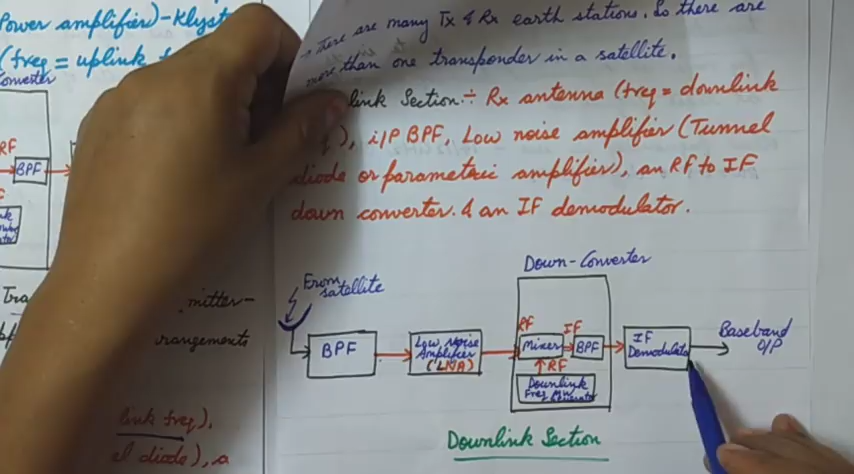 Power amplifier)-Klyst
(freq = uplink
RF
BPF
mitter-
rangements
link freq).
el diode), a
→ There are many Tx & Rx earth stations. So there are
more than one transponder in a satellite.
link Section:- Rx antenna (freq = downlink
), i/P BPF, Low noise amplifier (Tunnel
diode or parametric amplifier), an RF to IF
down converter. & an IF demodulator.
From satellite
BPF
Low Noise
Amplifier
(LNA)
Down-Converter
RF
Mixer
IF
BPF
↑RF
Downlink
Freq MW
Generator
IF
Demodulator
Baseband
O/P
Downlink Section